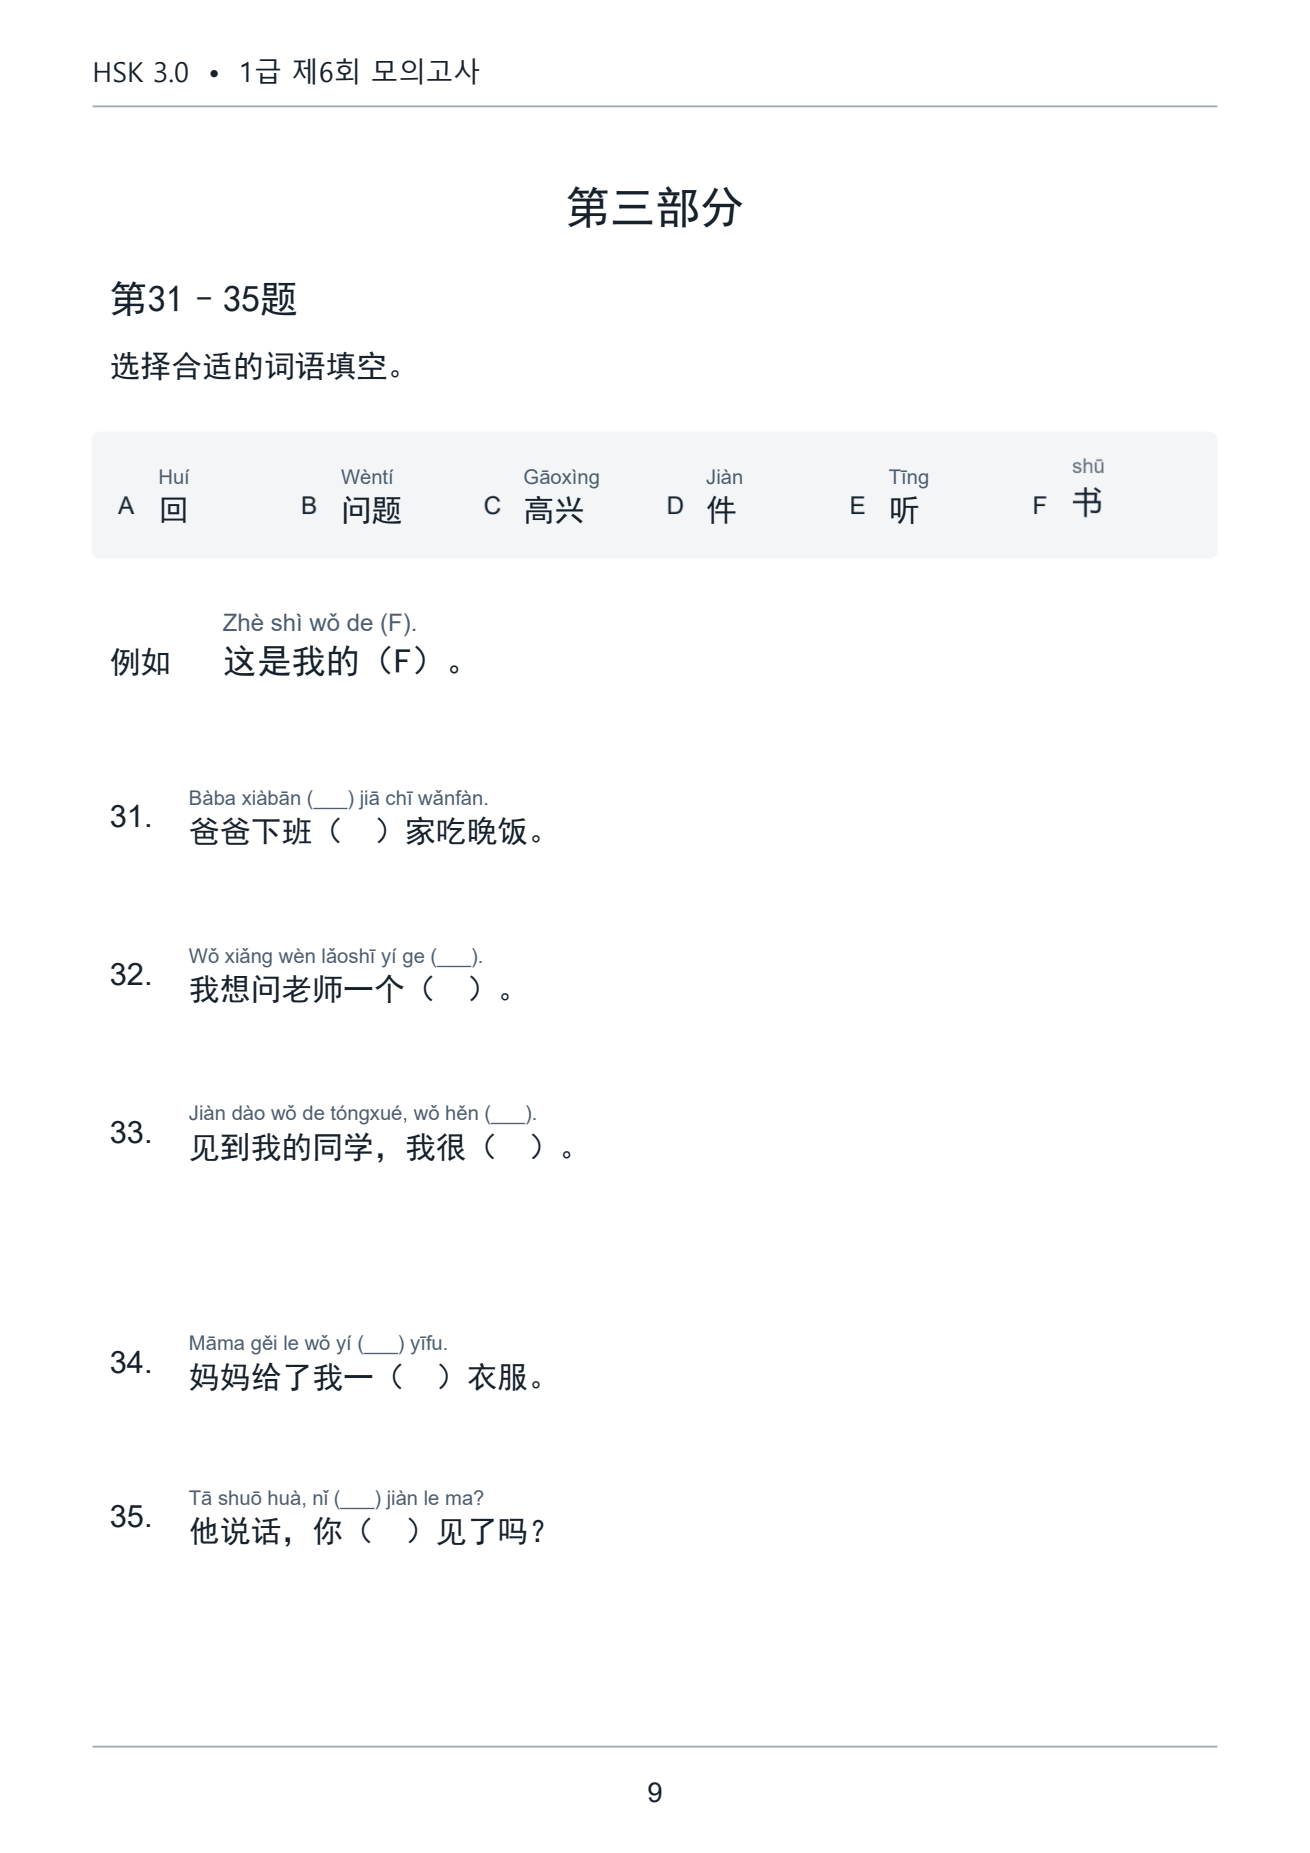 HSK 3.0 • 1급 제6회 모의고사
第三部分
第31－35题
选择合适的词语填空。
Huí Wèntí Gāoxìng Jiàn Tīng shū
A 回 B 问题 C 高兴 D 件 E 听 F 书
Zhè shì wǒ de (F).
例如 这是我的（F）。
Bàba xiàbān (___) jiā chī wǎnfàn.
31. 爸爸下班（ ）家吃晚饭。
Wǒ xiǎng wèn lǎoshī yí ge (___).
32. 我想问老师一个（ ）。
Jiàn dào wǒ de tóngxué, wǒ hěn (___).
33. 见到我的同学，我很（ ）。
Māma gěi le wǒ yí (___) yīfu.
34. 妈妈给了我一（ ）衣服。
Tā shuō huà, nǐ (___) jiàn le ma?
35. 他说话，你（ ）见了吗？
9